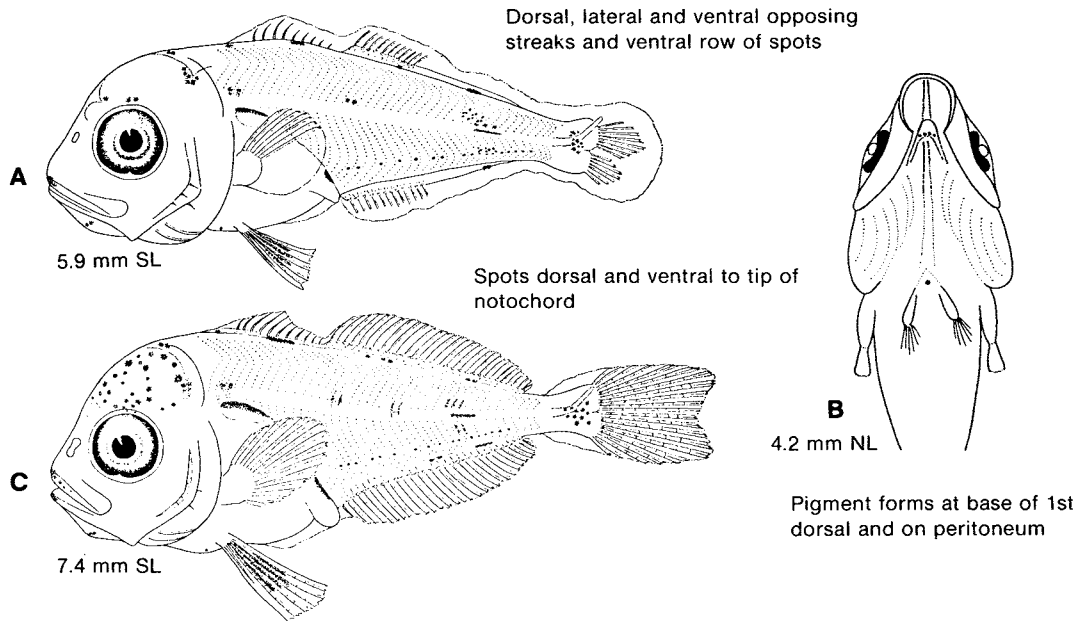 Dorsal, lateral and ventral opposing
streaks and ventral row of spots
A
5.9 mm SL
Spots dorsal and ventral to tip of
notochord
B
4.2 mm NL
C
7.4 mm SL
Pigment forms at base of 1st
dorsal and on peritoneum